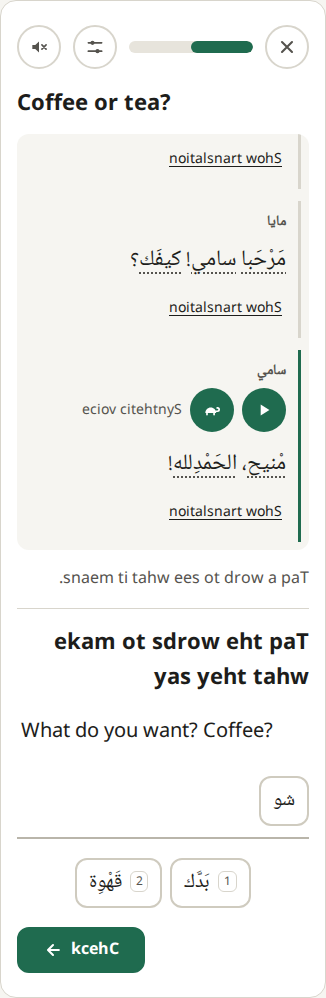 Coffee or tea?
noitalsnart wohS
مايا
مَرْحَبا سامي! كيفَك؟
noitalsnart wohS
سامي
eciov citehtnyS
مْنيح، الحَمْدِلله!
noitalsnart wohS
.snaem ti tahw ees ot drow a paT
ekam ot sdrow eht paT
yas yeht tahw
What do you want? Coffee?
شو
1 بَدَّك
2 قَهْوِة
kcehC